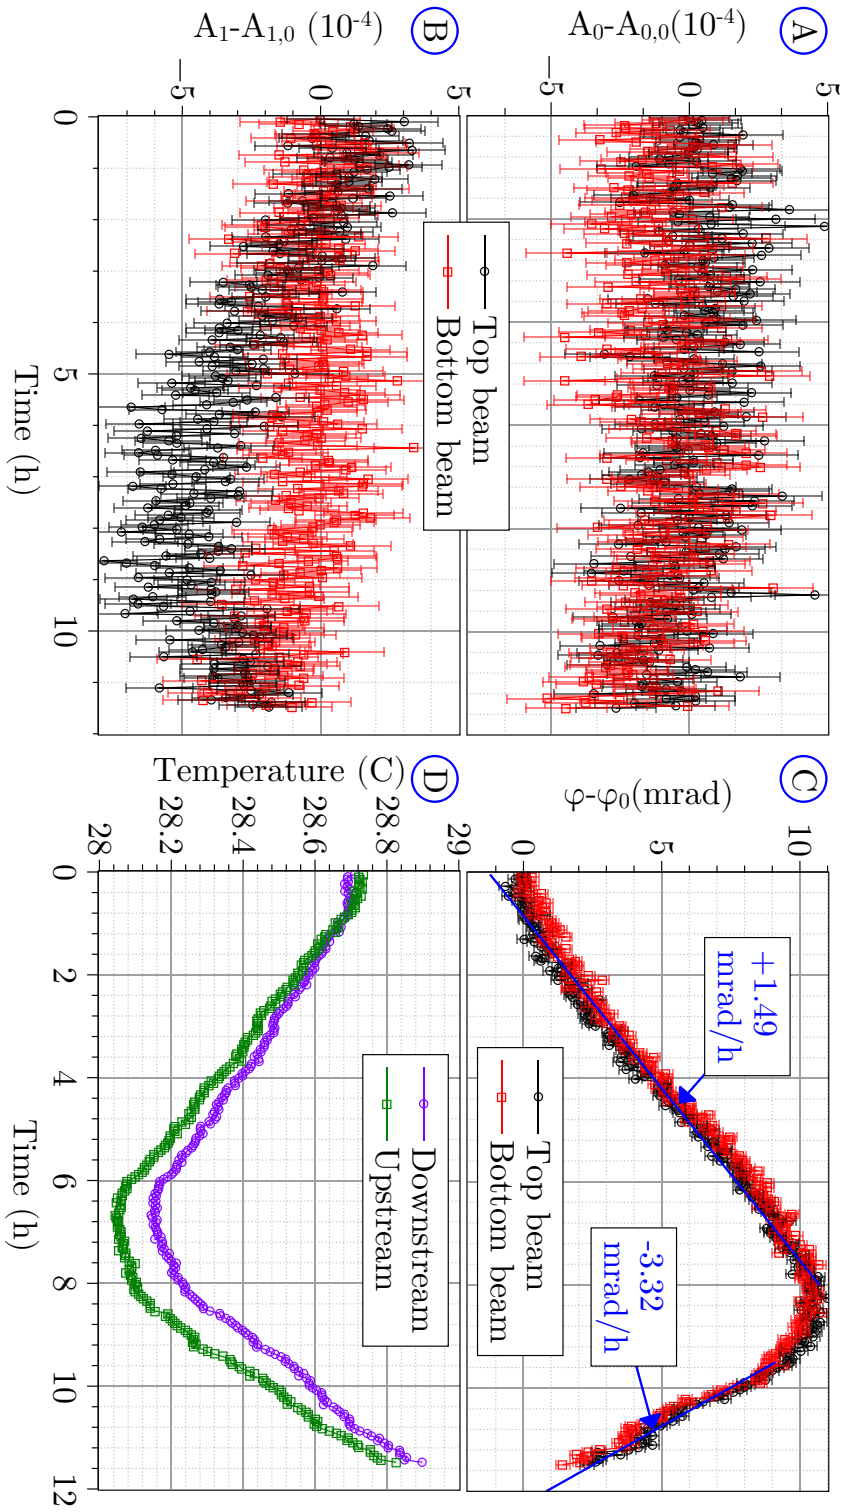 A
A₀-A₀,₀(10⁻⁴)
5
0
−5
C
φ-φ₀(mrad)
10
5
0
+1.49
mrad/h
-3.32
mrad/h
Top beam
Bottom beam
Top beam
Bottom beam
B
A₁-A₁,₀ (10⁻⁴)
5
0
−5
0
5
10
Time (h)
D
Temperature (C)
29
28.8
28.6
28.4
28.2
28
Downstream
Upstream
0
2
4
6
8
10
12
Time (h)